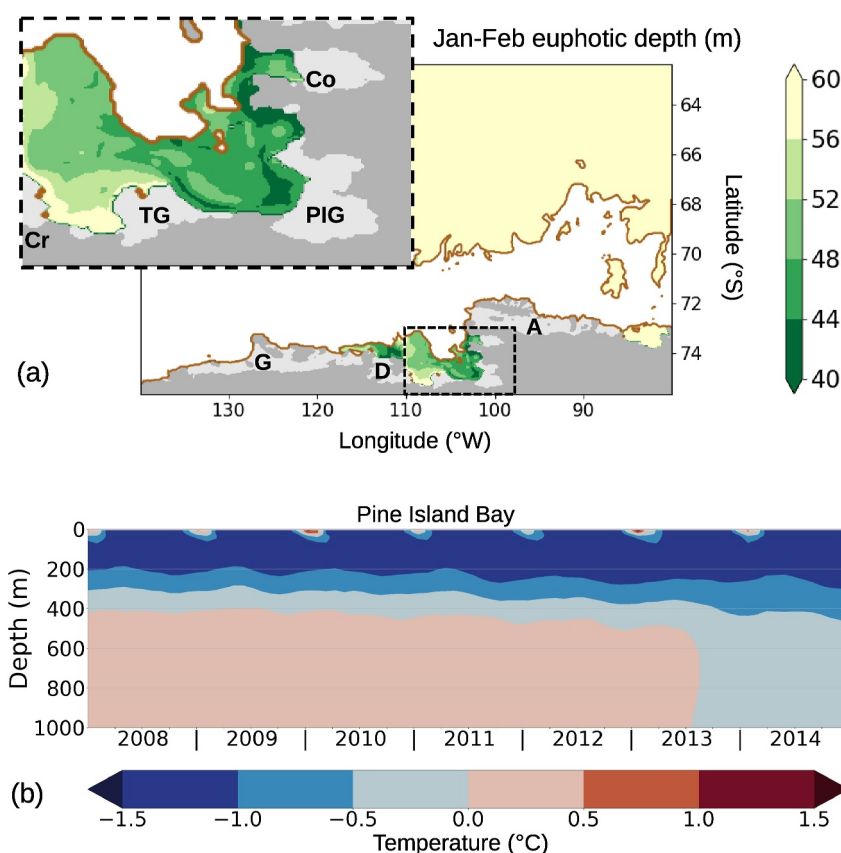 Jan-Feb euphotic depth (m)
Co
TG
PIG
Cr
60
56
52
48
44
40
64
66
68
70
72
74
Latitude (°S)
A
G
D
(a)
130
120
110
100
90
Longitude (°W)
Pine Island Bay
0
200
400
600
800
1000
Depth (m)
2008 | 2009 | 2010 | 2011 | 2012 | 2013 | 2014
(b)
−1.5 −1.0 −0.5 0.0 0.5 1.0 1.5
Temperature (°C)